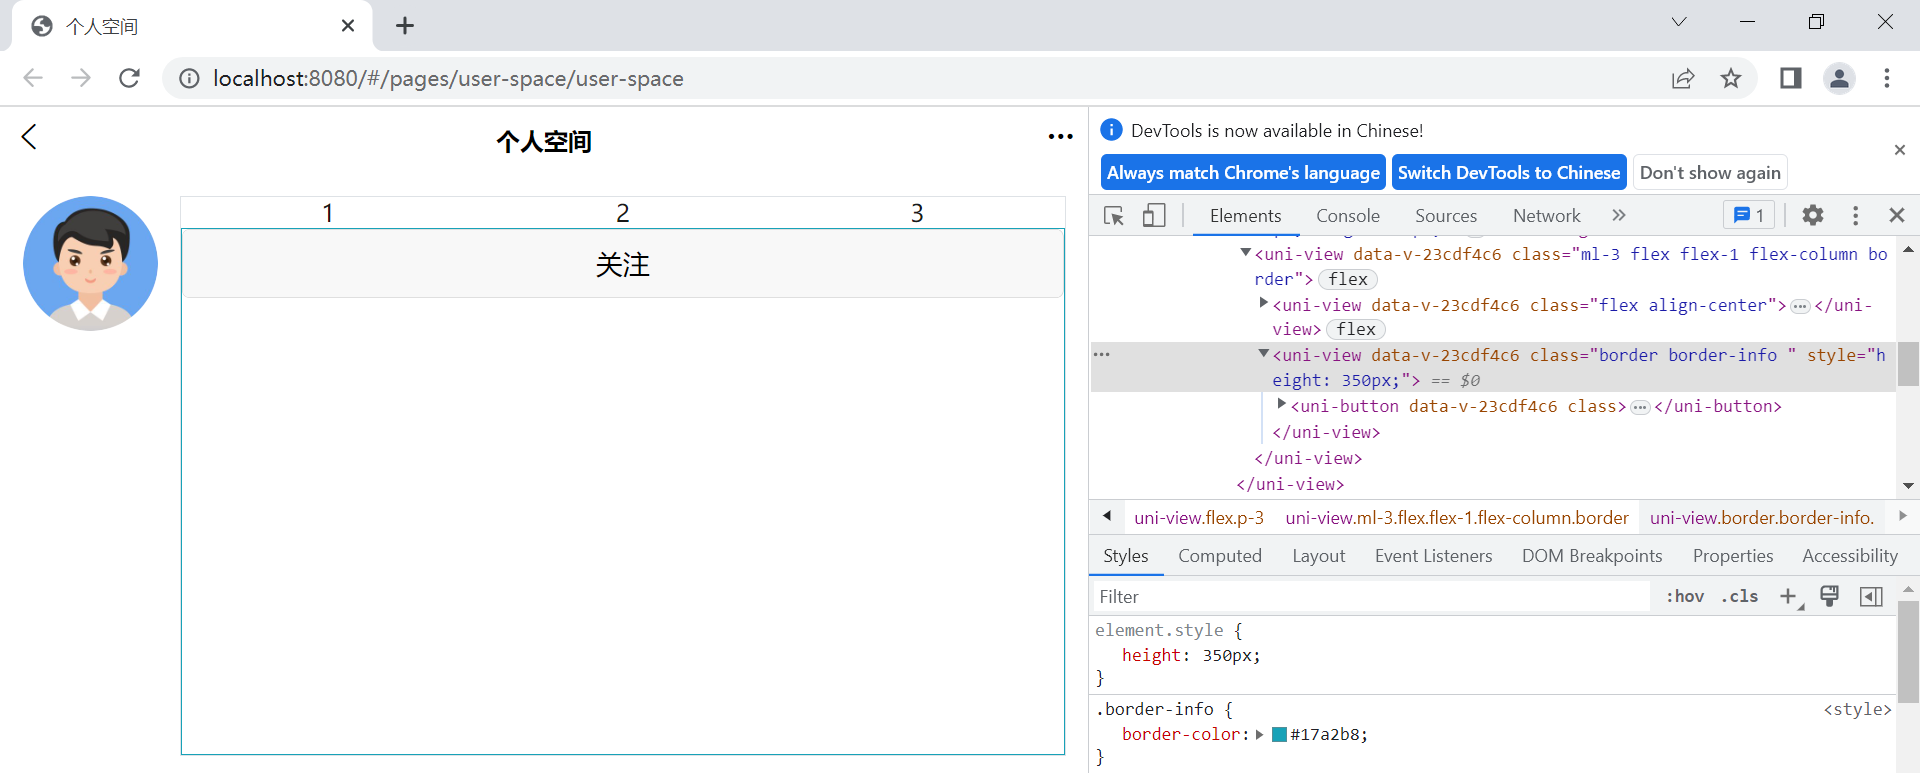 个人空间
localhost:8080/#/pages/user-space/user-space
个人空间
1 2 3
关注
DevTools is now available in Chinese!
Always match Chrome's language Switch DevTools to Chinese Don't show again
Elements Console Sources Network 1
<uni-view data-v-23cdf4c6 class="ml-3 flex flex-1 flex-column bo
rder"> flex
<uni-view data-v-23cdf4c6 class="flex align-center"> … </uni-
view> flex
<uni-view data-v-23cdf4c6 class="border border-info " style="h
eight: 350px;"> == $0
<uni-button data-v-23cdf4c6 class> … </uni-button>
</uni-view>
</uni-view>
</uni-view>
uni-view.flex.p-3 uni-view.ml-3.flex.flex-1.flex-column.border uni-view.border.border-info.
Styles Computed Layout Event Listeners DOM Breakpoints Properties Accessibility
Filter :hov .cls
element.style {
height: 350px;
}
.border-info { <style>
border-color: #17a2b8;
}